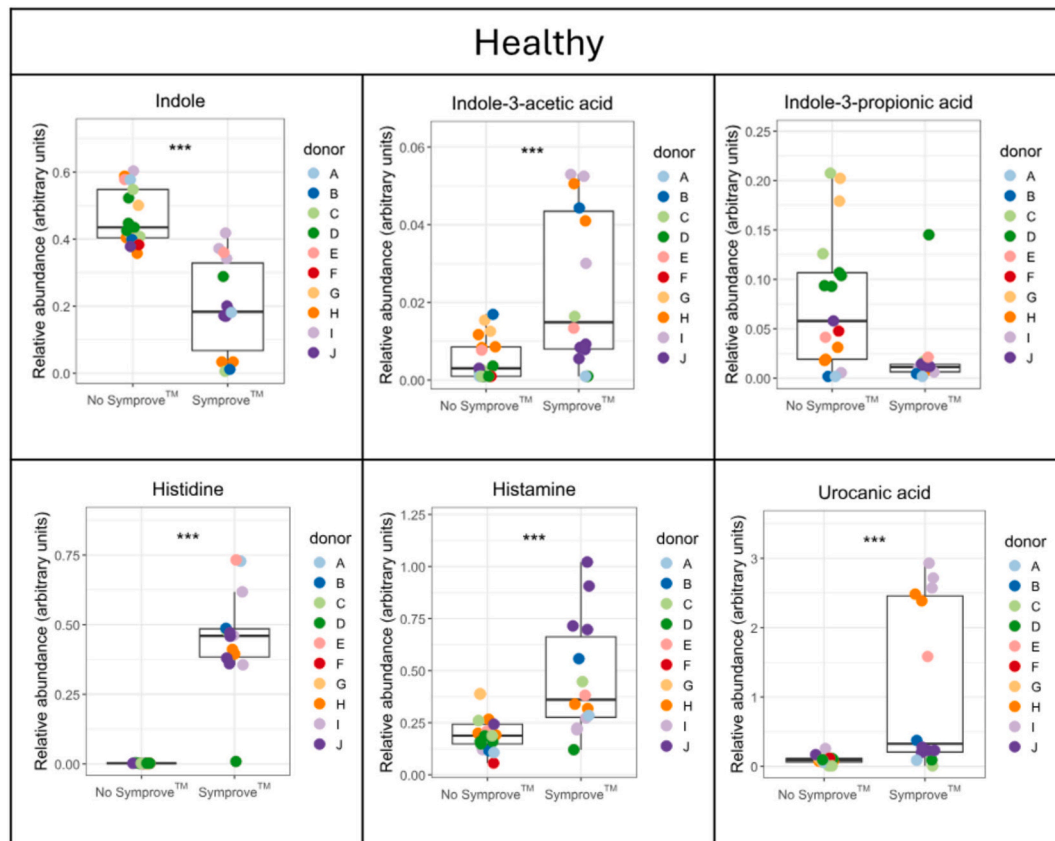 Healthy
Indole
Relative abundance (arbitrary units)
0.6
0.4
0.2
0.0
***
No Symprove™
Symprove™
donor
A
B
C
D
E
F
G
H
I
J
Indole-3-acetic acid
Relative abundance (arbitrary units)
0.06
0.04
0.02
0.00
***
No Symprove™
Symprove™
donor
A
B
C
D
E
F
G
H
I
J
Indole-3-propionic acid
Relative abundance (arbitrary units)
0.25
0.20
0.15
0.10
0.05
0.00
No Symprove™
Symprove™
donor
A
B
C
D
E
F
G
H
I
J
Histidine
Relative abundance (arbitrary units)
0.75
0.50
0.25
0.00
***
No Symprove™
Symprove™
donor
A
B
C
D
E
F
G
H
I
J
Histamine
Relative abundance (arbitrary units)
1.25
1.00
0.75
0.50
0.25
0.00
***
No Symprove™
Symprove™
donor
A
B
C
D
E
F
G
H
I
J
Urocanic acid
Relative abundance (arbitrary units)
3
2
1
0
***
No Symprove™
Symprove™
donor
A
B
C
D
E
F
G
H
I
J